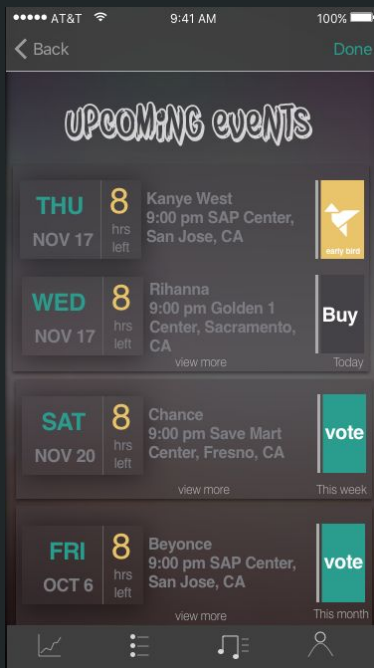 AT&T 9:41 AM 100%
Back Done
UPCOMING EVENTS
THU
NOV 17
8
hrs
left
Kanye West
9:00 pm SAP Center,
San Jose, CA
early bird
WED
NOV 17
8
hrs
left
Rihanna
9:00 pm Golden 1
Center, Sacramento,
CA
Buy
view more
Today
SAT
NOV 20
8
hrs
left
Chance
9:00 pm Save Mart
Center, Fresno, CA
vote
view more
This week
FRI
OCT 6
8
hrs
left
Beyonce
9:00 pm SAP Center,
San Jose, CA
vote
view more
This month